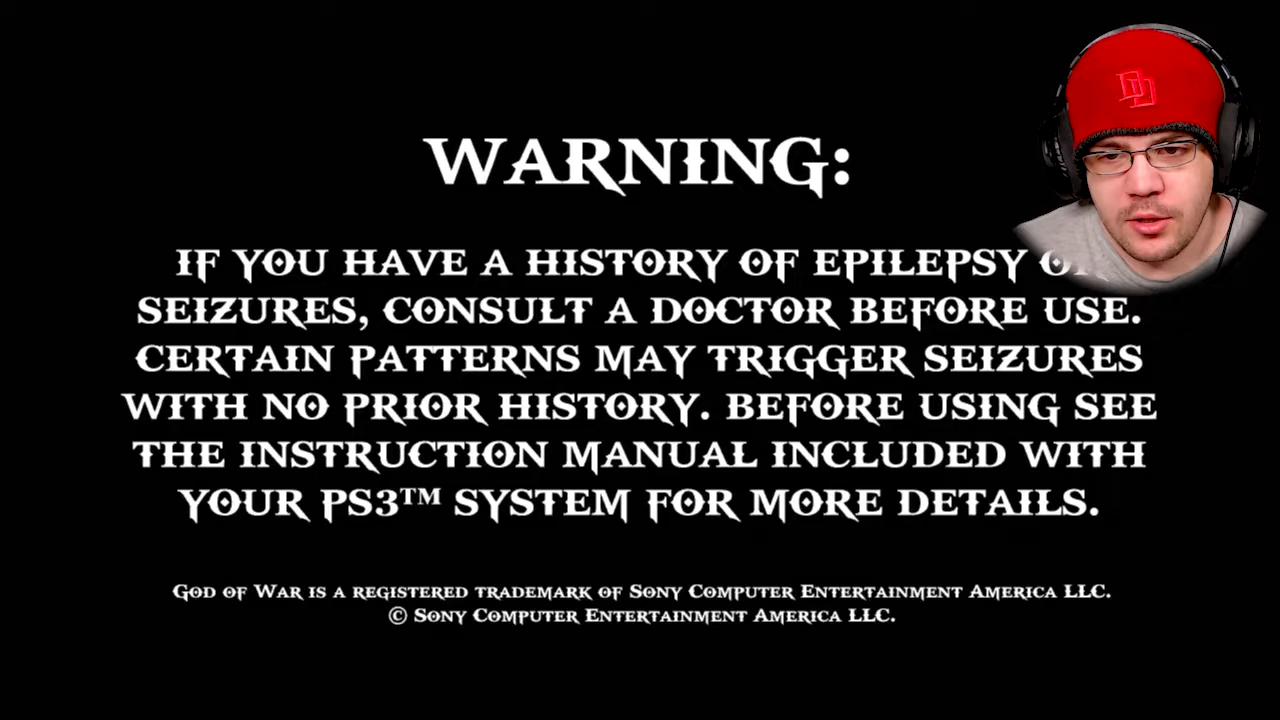 WARNING:
IF YOU HAVE A HISTORY OF EPILEPSY
SEIZURES, CONSULT A DOCTOR BEFORE USE.
CERTAIN PATTERNS MAY TRIGGER SEIZURES
WITH NO PRIOR HISTORY. BEFORE USING SEE
THE INSTRUCTION MANUAL INCLUDED WITH
YOUR PS3™ SYSTEM FOR MORE DETAILS.
GOD OF WAR IS A REGISTERED TRADEMARK OF SONY COMPUTER ENTERTAINMENT AMERICA LLC.
© SONY COMPUTER ENTERTAINMENT AMERICA LLC.